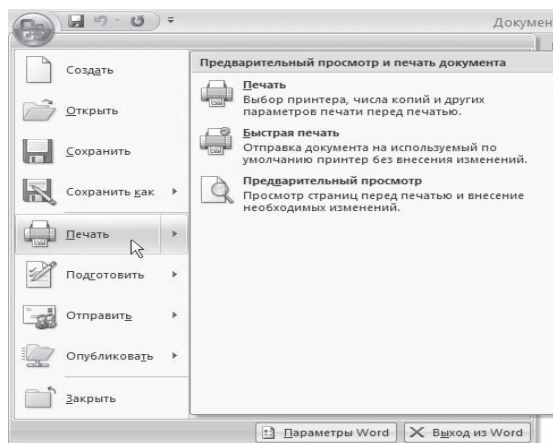 Докумен
Создать
Открыть
Сохранить
Сохранить как
Печать
Подготовить
Отправить
Опубликовать
Закрыть
Предварительный просмотр и печать документа
Печать
Выбор принтера, числа копий и других
параметров печати перед печатью.
Быстрая печать
Отправка документа на используемый по
умолчанию принтер без внесения изменений.
Предварительный просмотр
Просмотр страниц перед печатью и внесение
необходимых изменений.
Параметры Word
Выход из Word